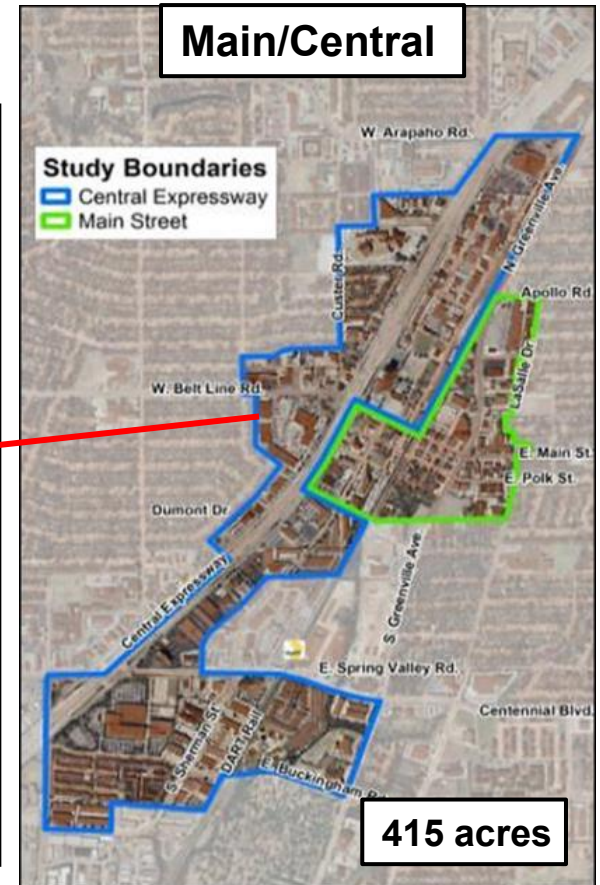 Main/Central
W. Arapaho Rd.
Study Boundaries
Central Expressway
Main Street
N. Greenville Ave.
Custer Rd.
Apollo Rd.
LaSalle Dr
W. Belt Line Rd.
E. Main St.
E. Polk St.
Dumont Dr
S. Greenville Ave.
Central Expressway
E. Spring Valley Rd.
Centennial Blvd.
S. Sherman St.
DART Rail
E. Buckingham Rd.
415 acres